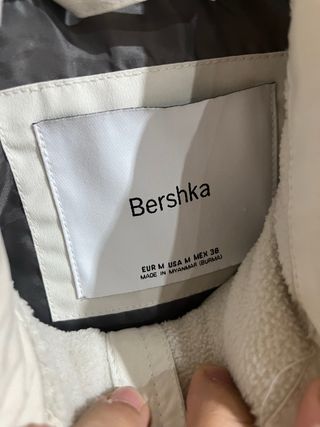 Bershka
EUR M USA M MEX 38
MADE IN MYANMAR (BURMA)